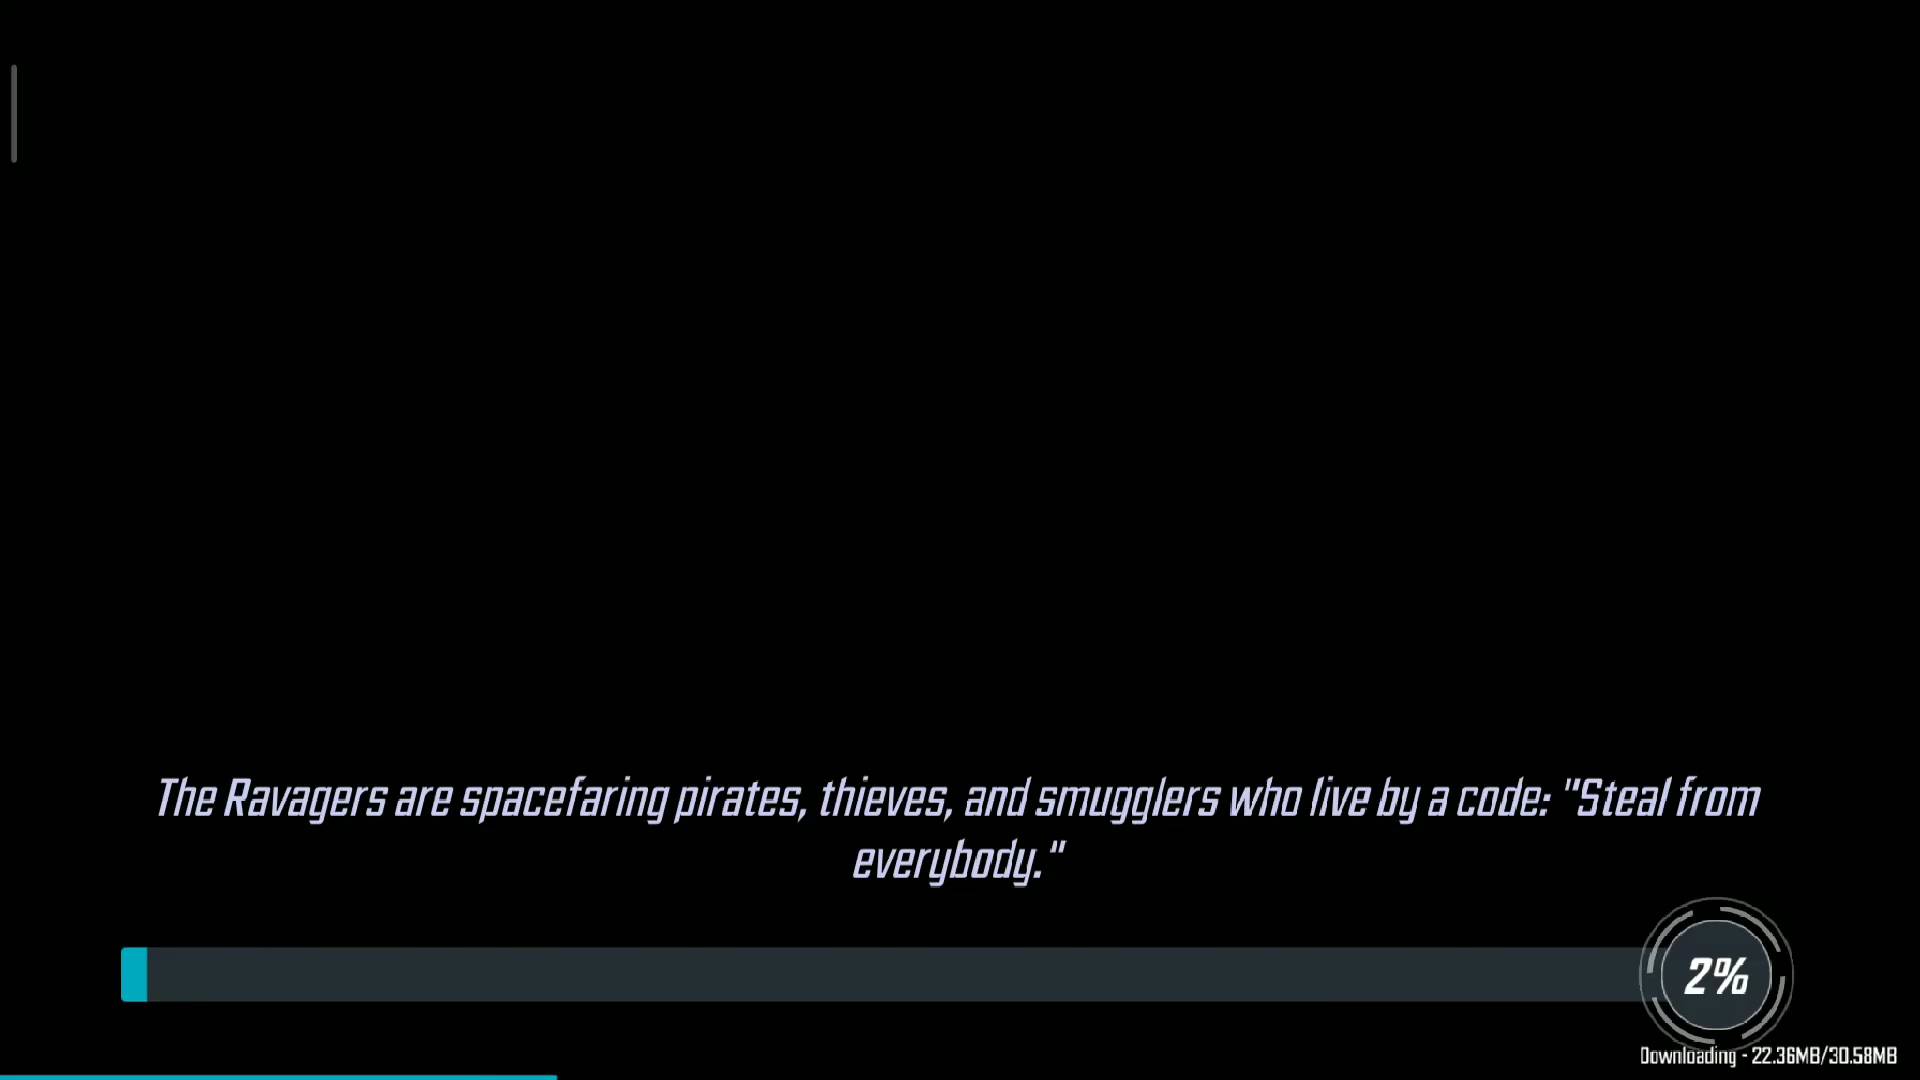 The Ravagers are spacefaring pirates, thieves, and smugglers who live by a code: "Steal from
everybody."
2%
Downloading - 22.36MB/30.58MB